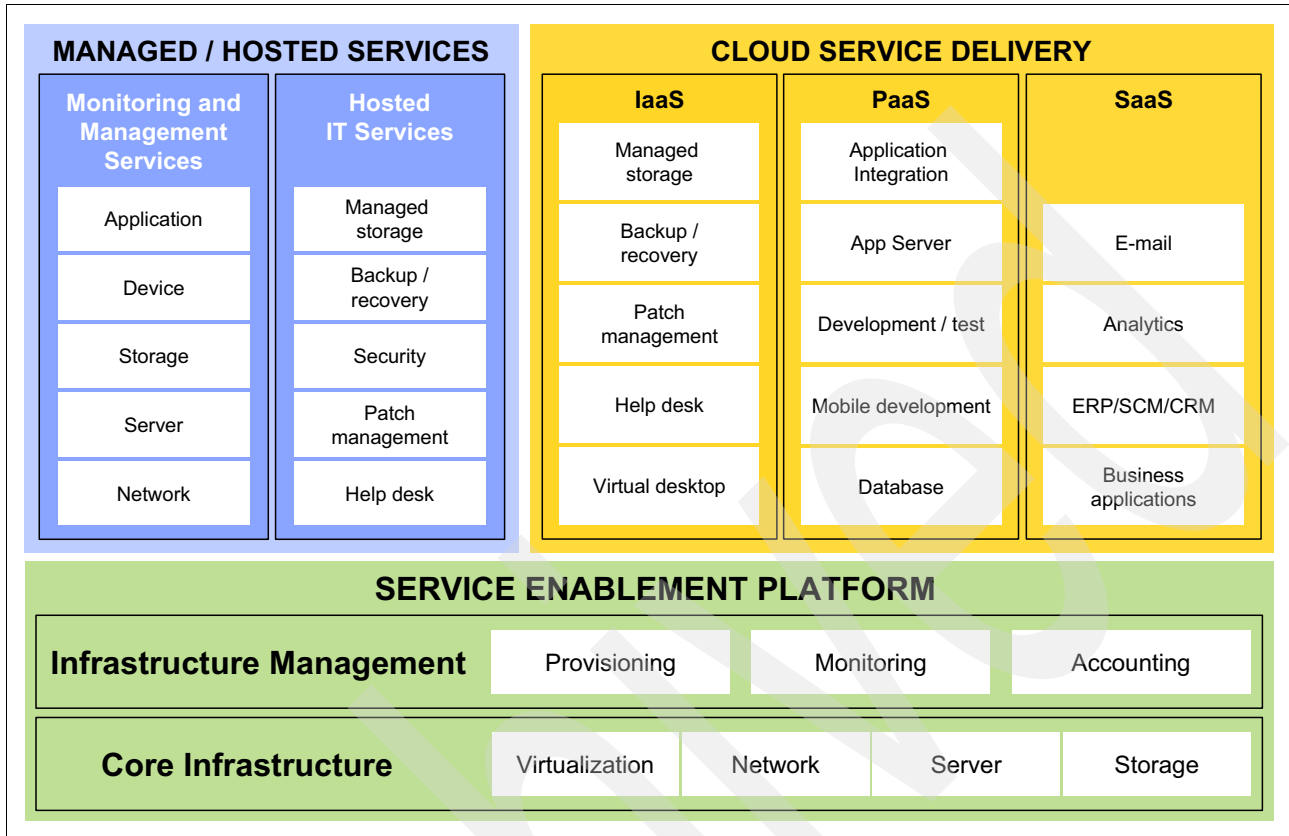 MANAGED / HOSTED SERVICES
Monitoring and
Management
Services
Application
Device
Storage
Server
Network
Hosted
IT Services
Managed
storage
Backup /
recovery
Security
Patch
management
Help desk
CLOUD SERVICE DELIVERY
IaaS
Managed
storage
Backup /
recovery
Patch
management
Help desk
Virtual desktop
PaaS
Application
Integration
App Server
Development / test
Mobile development
Database
SaaS
E-mail
Analytics
ERP/SCM/CRM
Business
applications
SERVICE ENABLEMENT PLATFORM
Infrastructure Management
Provisioning
Monitoring
Accounting
Core Infrastructure
Virtualization
Network
Server
Storage